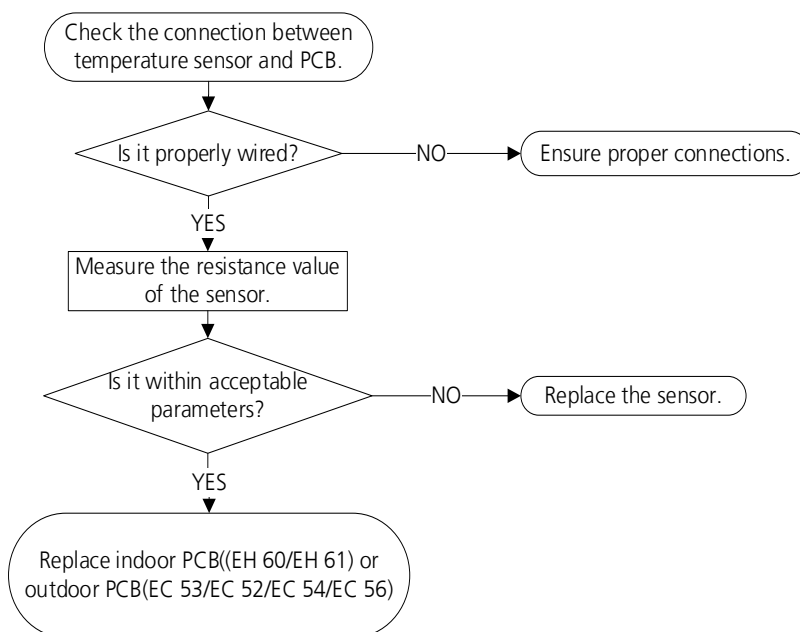 Check the connection between
temperature sensor and PCB.
Is it properly wired?
NO
Ensure proper connections.
YES
Measure the resistance value
of the sensor.
Is it within acceptable
parameters?
NO
Replace the sensor.
YES
Replace indoor PCB((EH 60/EH 61) or
outdoor PCB(EC 53/EC 52/EC 54/EC 56)